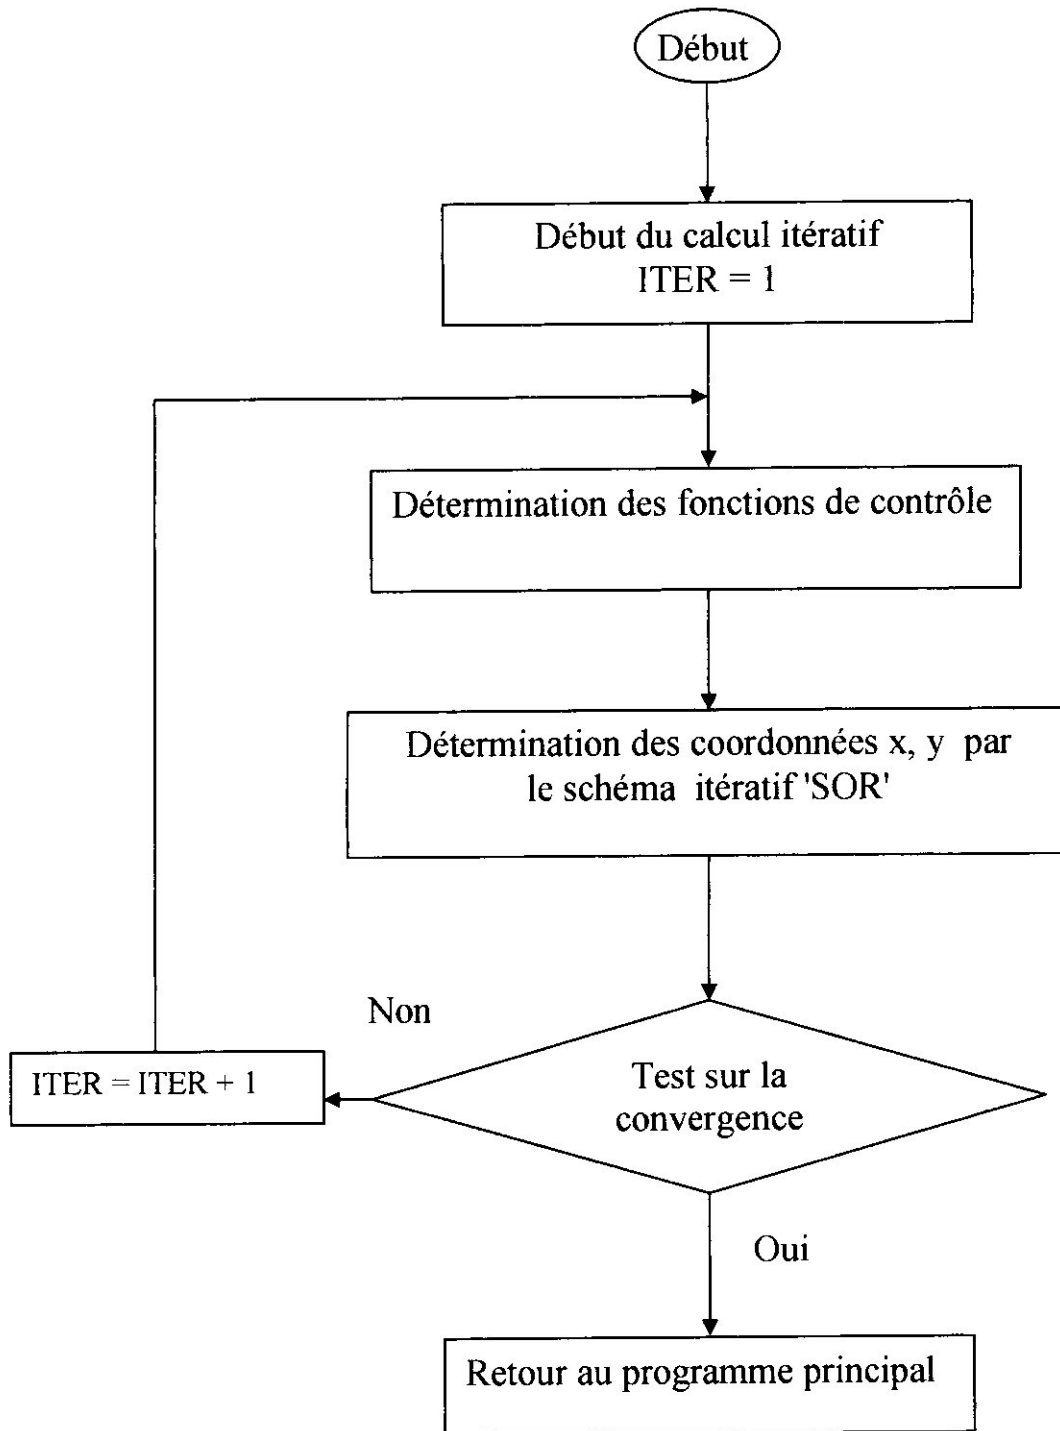 Début
Début du calcul itératif
ITER = 1
Détermination des fonctions de contrôle
Détermination des coordonnées x, y par
le schéma itératif 'SOR'
Non
Test sur la
convergence
ITER = ITER + 1
Oui
Retour au programme principal